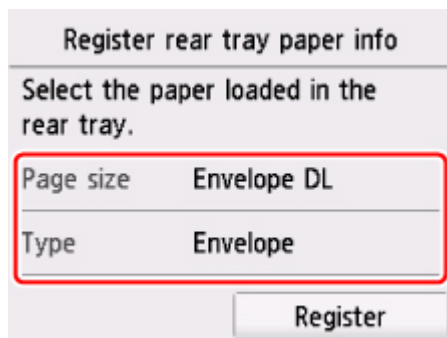 Register rear tray paper info
Select the paper loaded in the
rear tray.
Page size Envelope DL
Type Envelope
Register